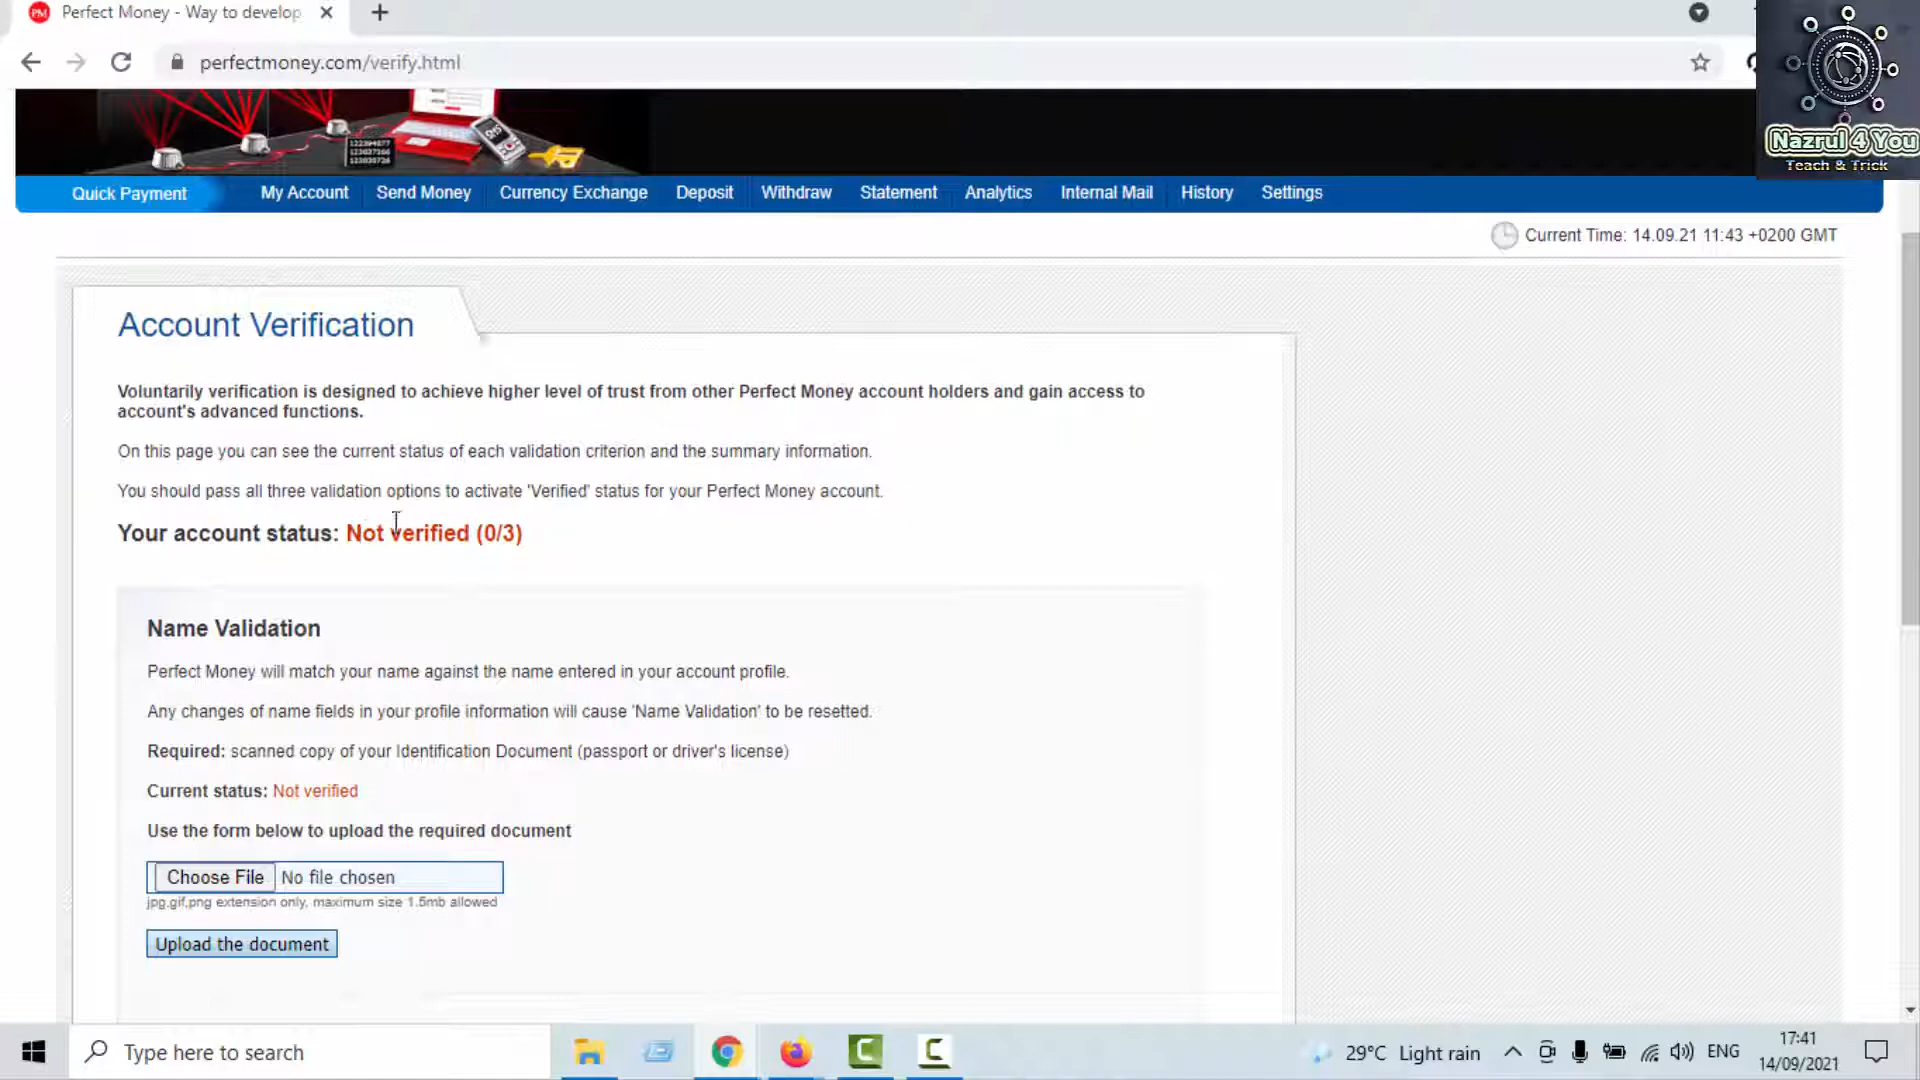 PM Perfect Money - Way to develop
perfectmoney.com/verify.html
Nazrul 4 You
Teach & Trick
SMS
Quick Payment My Account Send Money Currency Exchange Deposit Withdraw Statement Analytics Internal Mail History Settings
Current Time: 14.09.21 11:43 +0200 GMT
Account Verification
Voluntarily verification is designed to achieve higher level of trust from other Perfect Money account holders and gain access to
account's advanced functions.
On this page you can see the current status of each validation criterion and the summary information.
You should pass all three validation options to activate 'Verified' status for your Perfect Money account.
Your account status: Not verified (0/3)
Name Validation
Perfect Money will match your name against the name entered in your account profile.
Any changes of name fields in your profile information will cause 'Name Validation' to be resetted.
Required: scanned copy of your Identification Document (passport or driver's license)
Current status: Not verified
Use the form below to upload the required document
Choose File No file chosen
jpg,gif,png extension only, maximum size 1.5mb allowed
Upload the document
Type here to search
29°C Light rain
ENG
17:41
14/09/2021